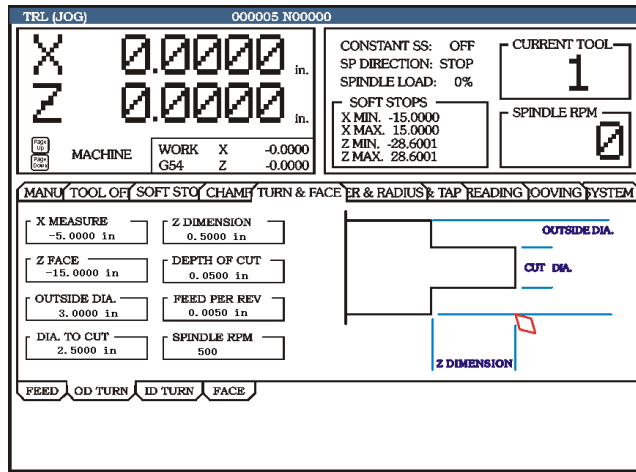 TRL (JOG) 000005 N00000
X 0.0000 in.
Z 0.0000 in.
Page Up
Page Down
MACHINE
WORK X -0.0000
G54 Z -0.0000
CONSTANT SS: OFF
SP DIRECTION: STOP
SPINDLE LOAD: 0%
SOFT STOPS
X MIN. -15.0000
X MAX. 15.0000
Z MIN. -28.6001
Z MAX. 28.6001
CURRENT TOOL
1
SPINDLE RPM
0
MANU TOOL OF SOFT STO CHAMF TURN & FACE ER & RADIUS & TAP READING OOVING SYSTEM
X MEASURE
-5.0000 in
Z DIMENSION
0.5000 in
Z FACE
-15.0000 in
DEPTH OF CUT
0.0500 in
OUTSIDE DIA.
3.0000 in
FEED PER REV
0.0050 in
DIA. TO CUT
2.5000 in
SPINDLE RPM
500
OUTSIDE DIA.
CUT DIA.
Z DIMENSION
FEED OD TURN ID TURN FACE